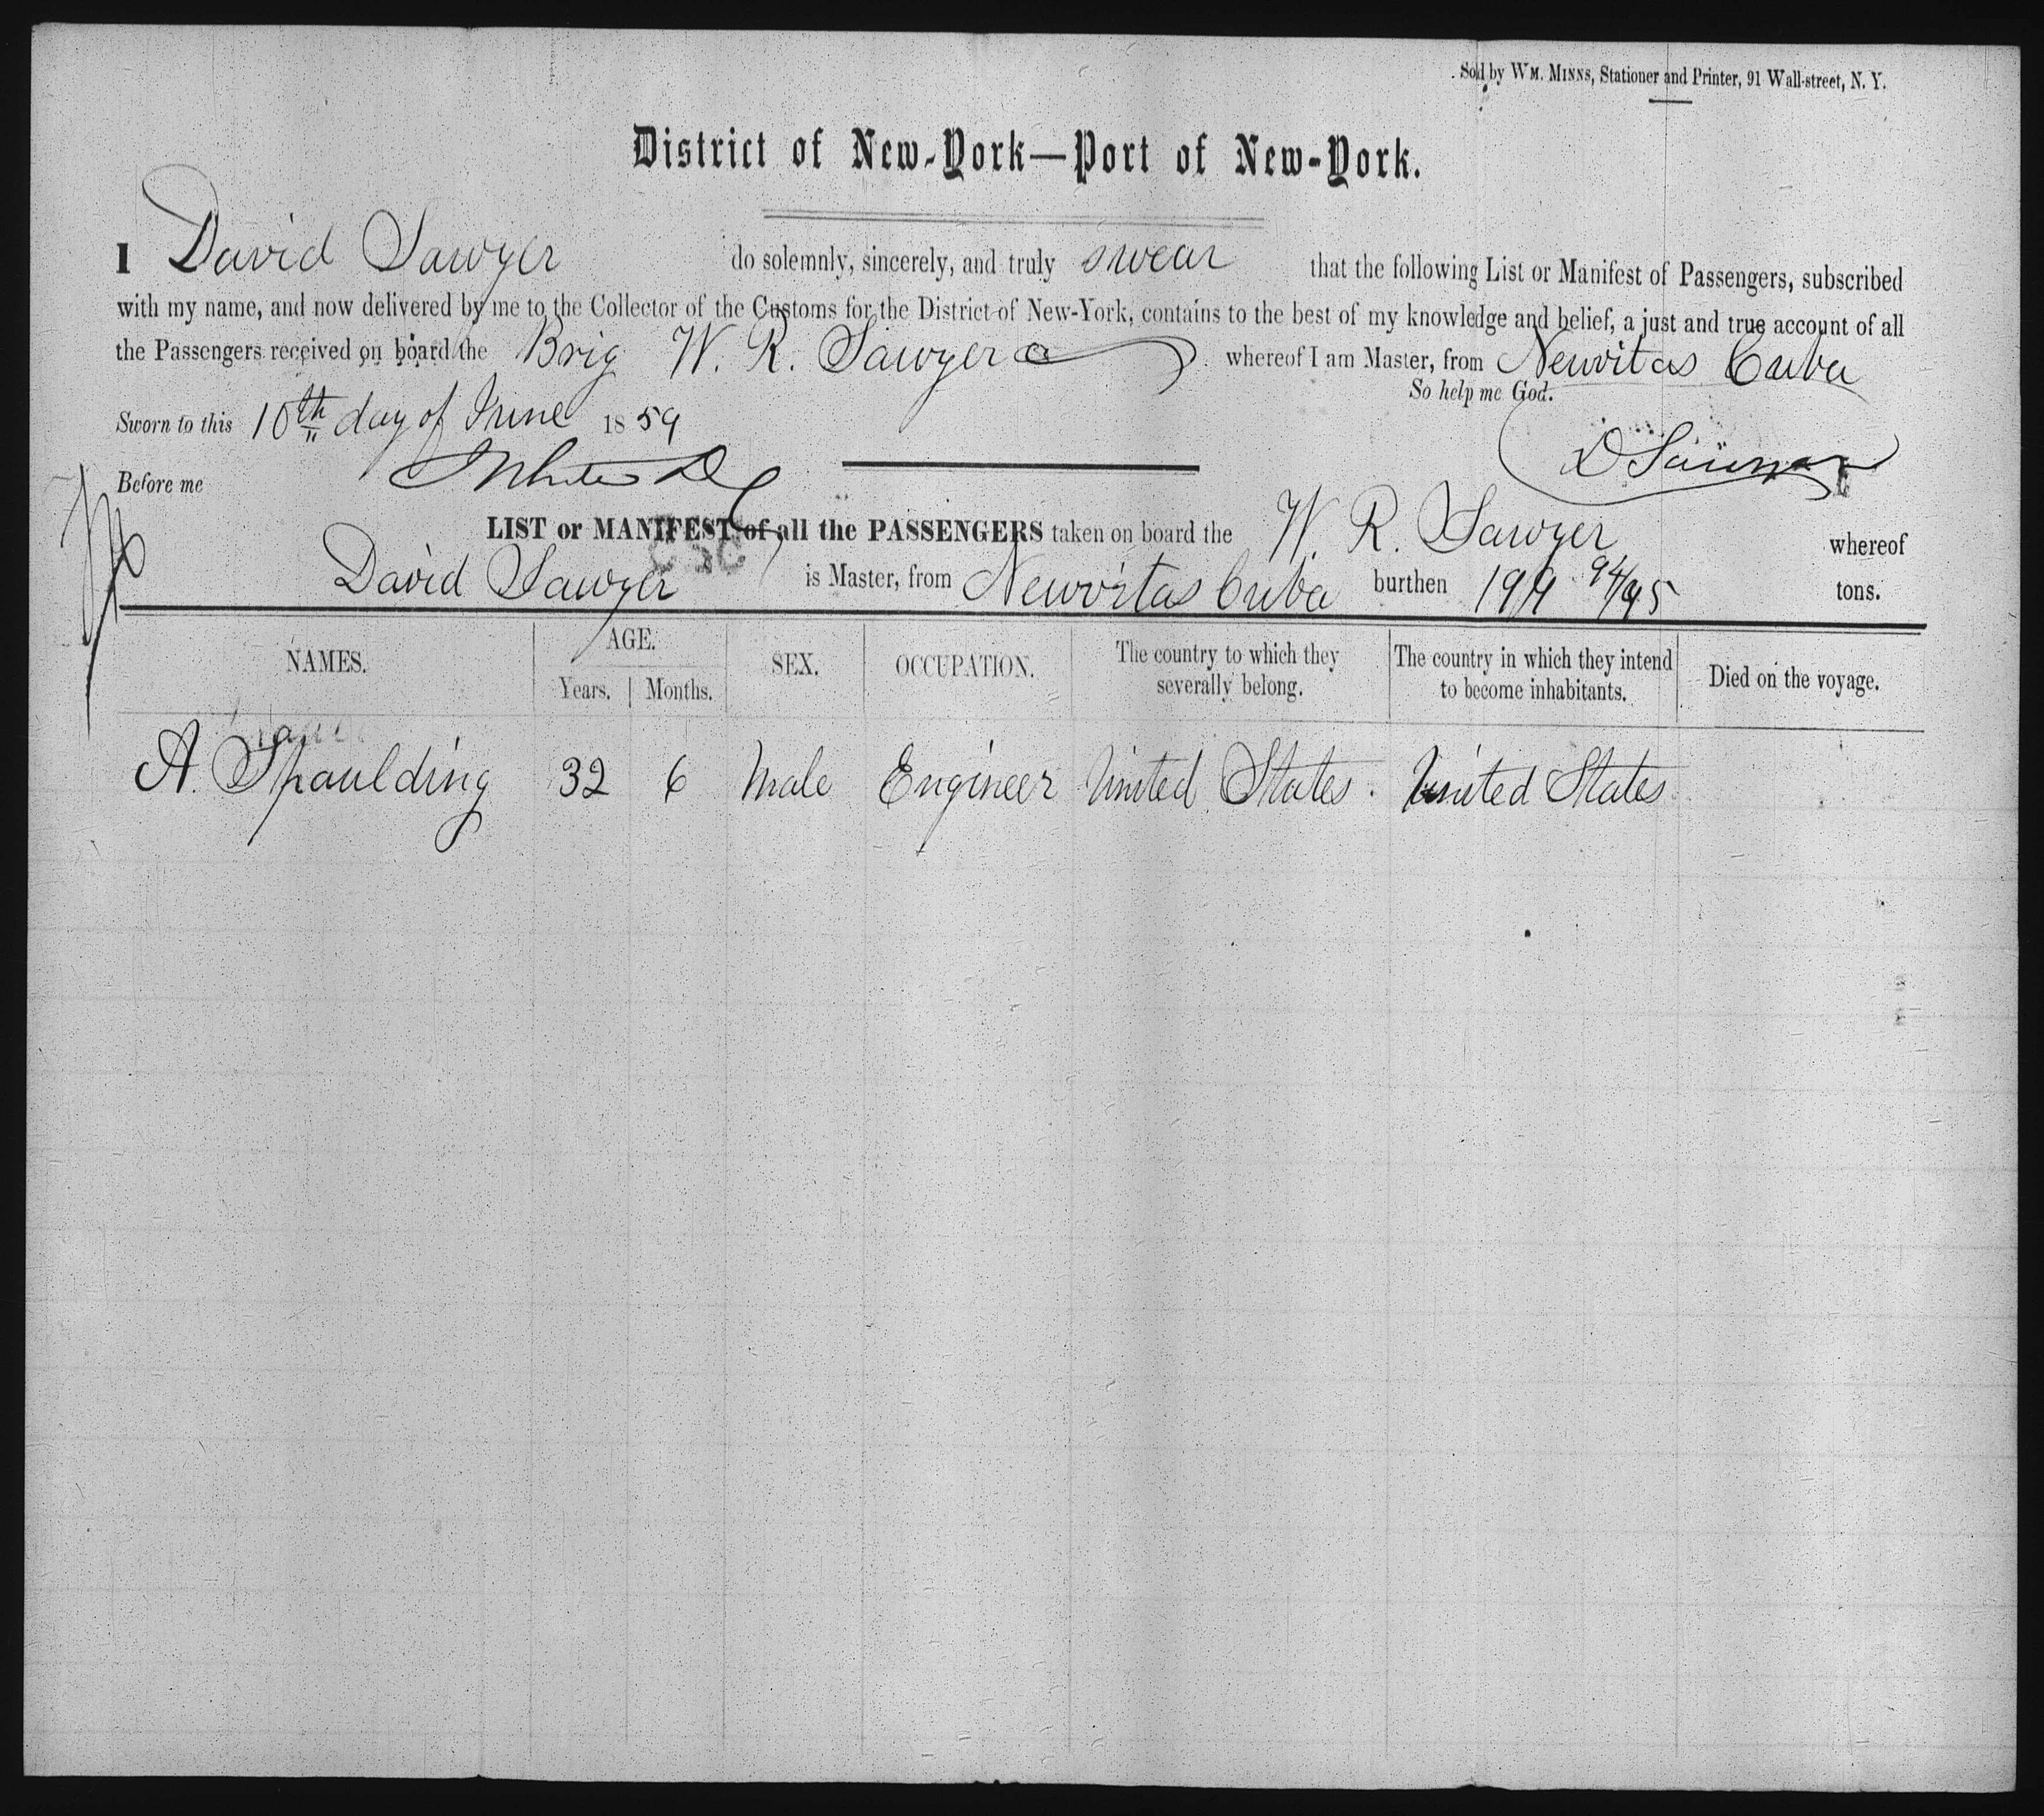 Sold by WM. MINNS, Stationer and Printer, 91 Wall-street, N. Y.
District of New-York—Port of New-York.
I David Sawyer do solemnly, sincerely, and truly swear that the following List or Manifest of Passengers, subscribed
with my name, and now delivered by me to the Collector of the Customs for the District of New-York, contains to the best of my knowledge and belief, a just and true account of all
the Passengers received on board the Brig W. R. Sawyer whereof I am Master, from Newvitas Cuba
So help me God.
Sworn to this 10th day of June 1859
D Sawyer
Before me
LIST or MANIFEST of all the PASSENGERS taken on board the W. R. Sawyer whereof
David Sawyer is Master, from Newvitas Cuba burthen 199 94/95 tons.
NAMES. AGE. SEX. OCCUPATION. The country to which they severally belong. The country in which they intend to become inhabitants. Died on the voyage.
Years. Months.
A. Spaulding 32 6 Male Engineer United States. United States